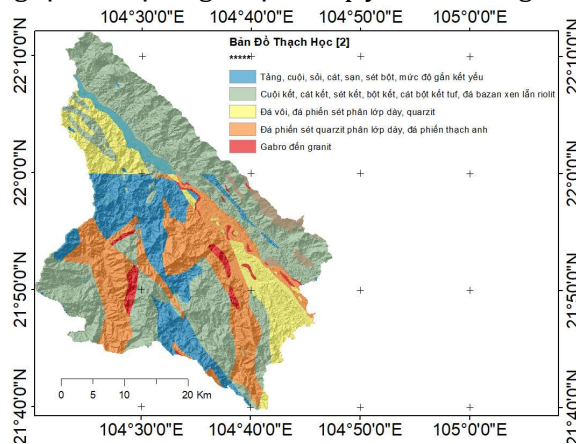 104°30'0"E 104°40'0"E 104°50'0"E 105°0'0"E
Bản Đồ Thạch Học [2]
*****
Tảng, cuội, sỏi, cát, sạn, sét bột, mức độ gắn kết yếu
Cuội kết, cát kết, sét kết, bột kết, cát bột kết tuf, đá bazan xen lẫn riolit
Đá vôi, đá phiến sét phân lớp dày, quarzit
Đá phiến sét quarzit phân lớp dày, đá phiến thạch anh
Gabro đến granit
22°10'0"N 22°10'0"N
22°0'0"N 22°0'0"N
21°50'0"N 21°50'0"N
21°40'0"N 21°40'0"N
0 5 10 20 Km
104°30'0"E 104°40'0"E 104°50'0"E 105°0'0"E